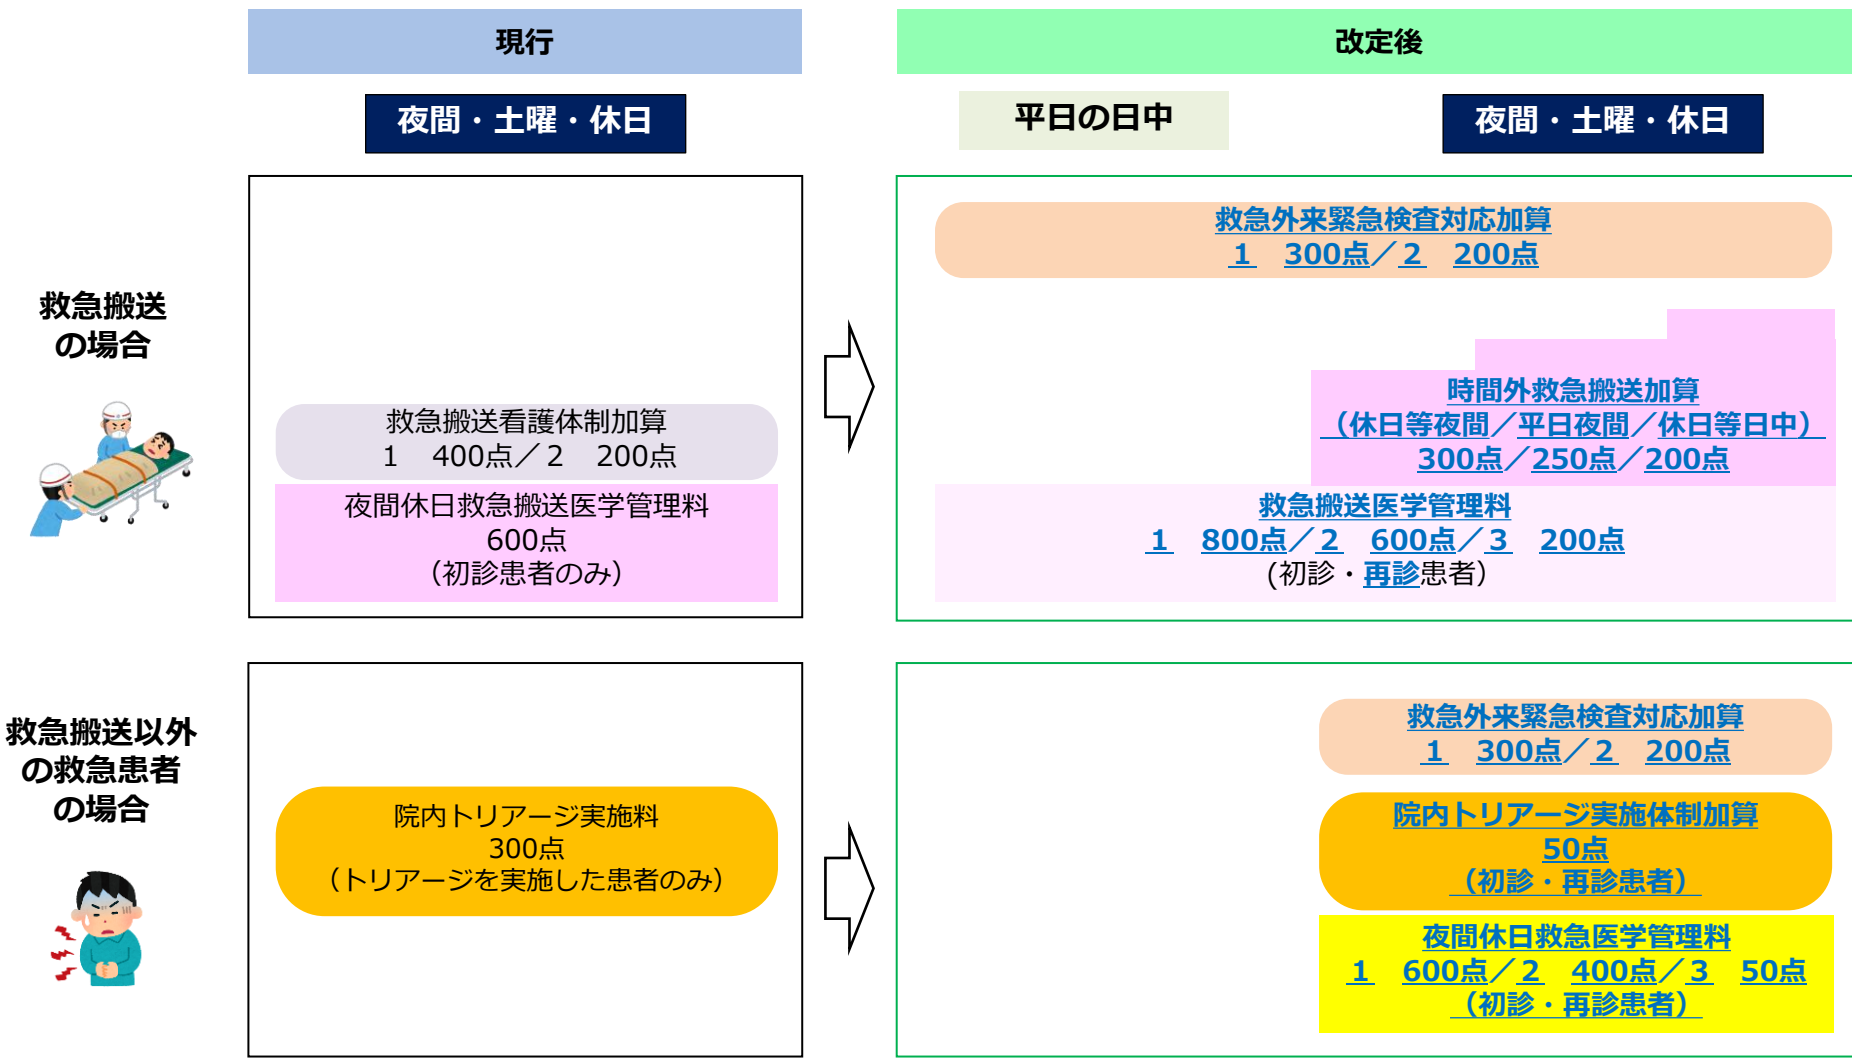 現行
改定後
夜間・土曜・休日
平日の日中
夜間・土曜・休日
救急搬送
の場合
救急搬送看護体制加算
1　400点／2　200点
夜間休日救急搬送医学管理料
600点
（初診患者のみ）
救急外来緊急検査対応加算
1　300点／2　200点
時間外救急搬送加算
（休日等夜間／平日夜間／休日等日中）
300点／250点／200点
救急搬送医学管理料
1　800点／2　600点／3　200点
(初診・再診患者）
救急搬送以外
の救急患者
の場合
院内トリアージ実施料
300点
（トリアージを実施した患者のみ）
救急外来緊急検査対応加算
1　300点／2　200点
院内トリアージ実施体制加算
50点
（初診・再診患者）
夜間休日救急医学管理料
1　600点／2　400点／3　50点
（初診・再診患者）